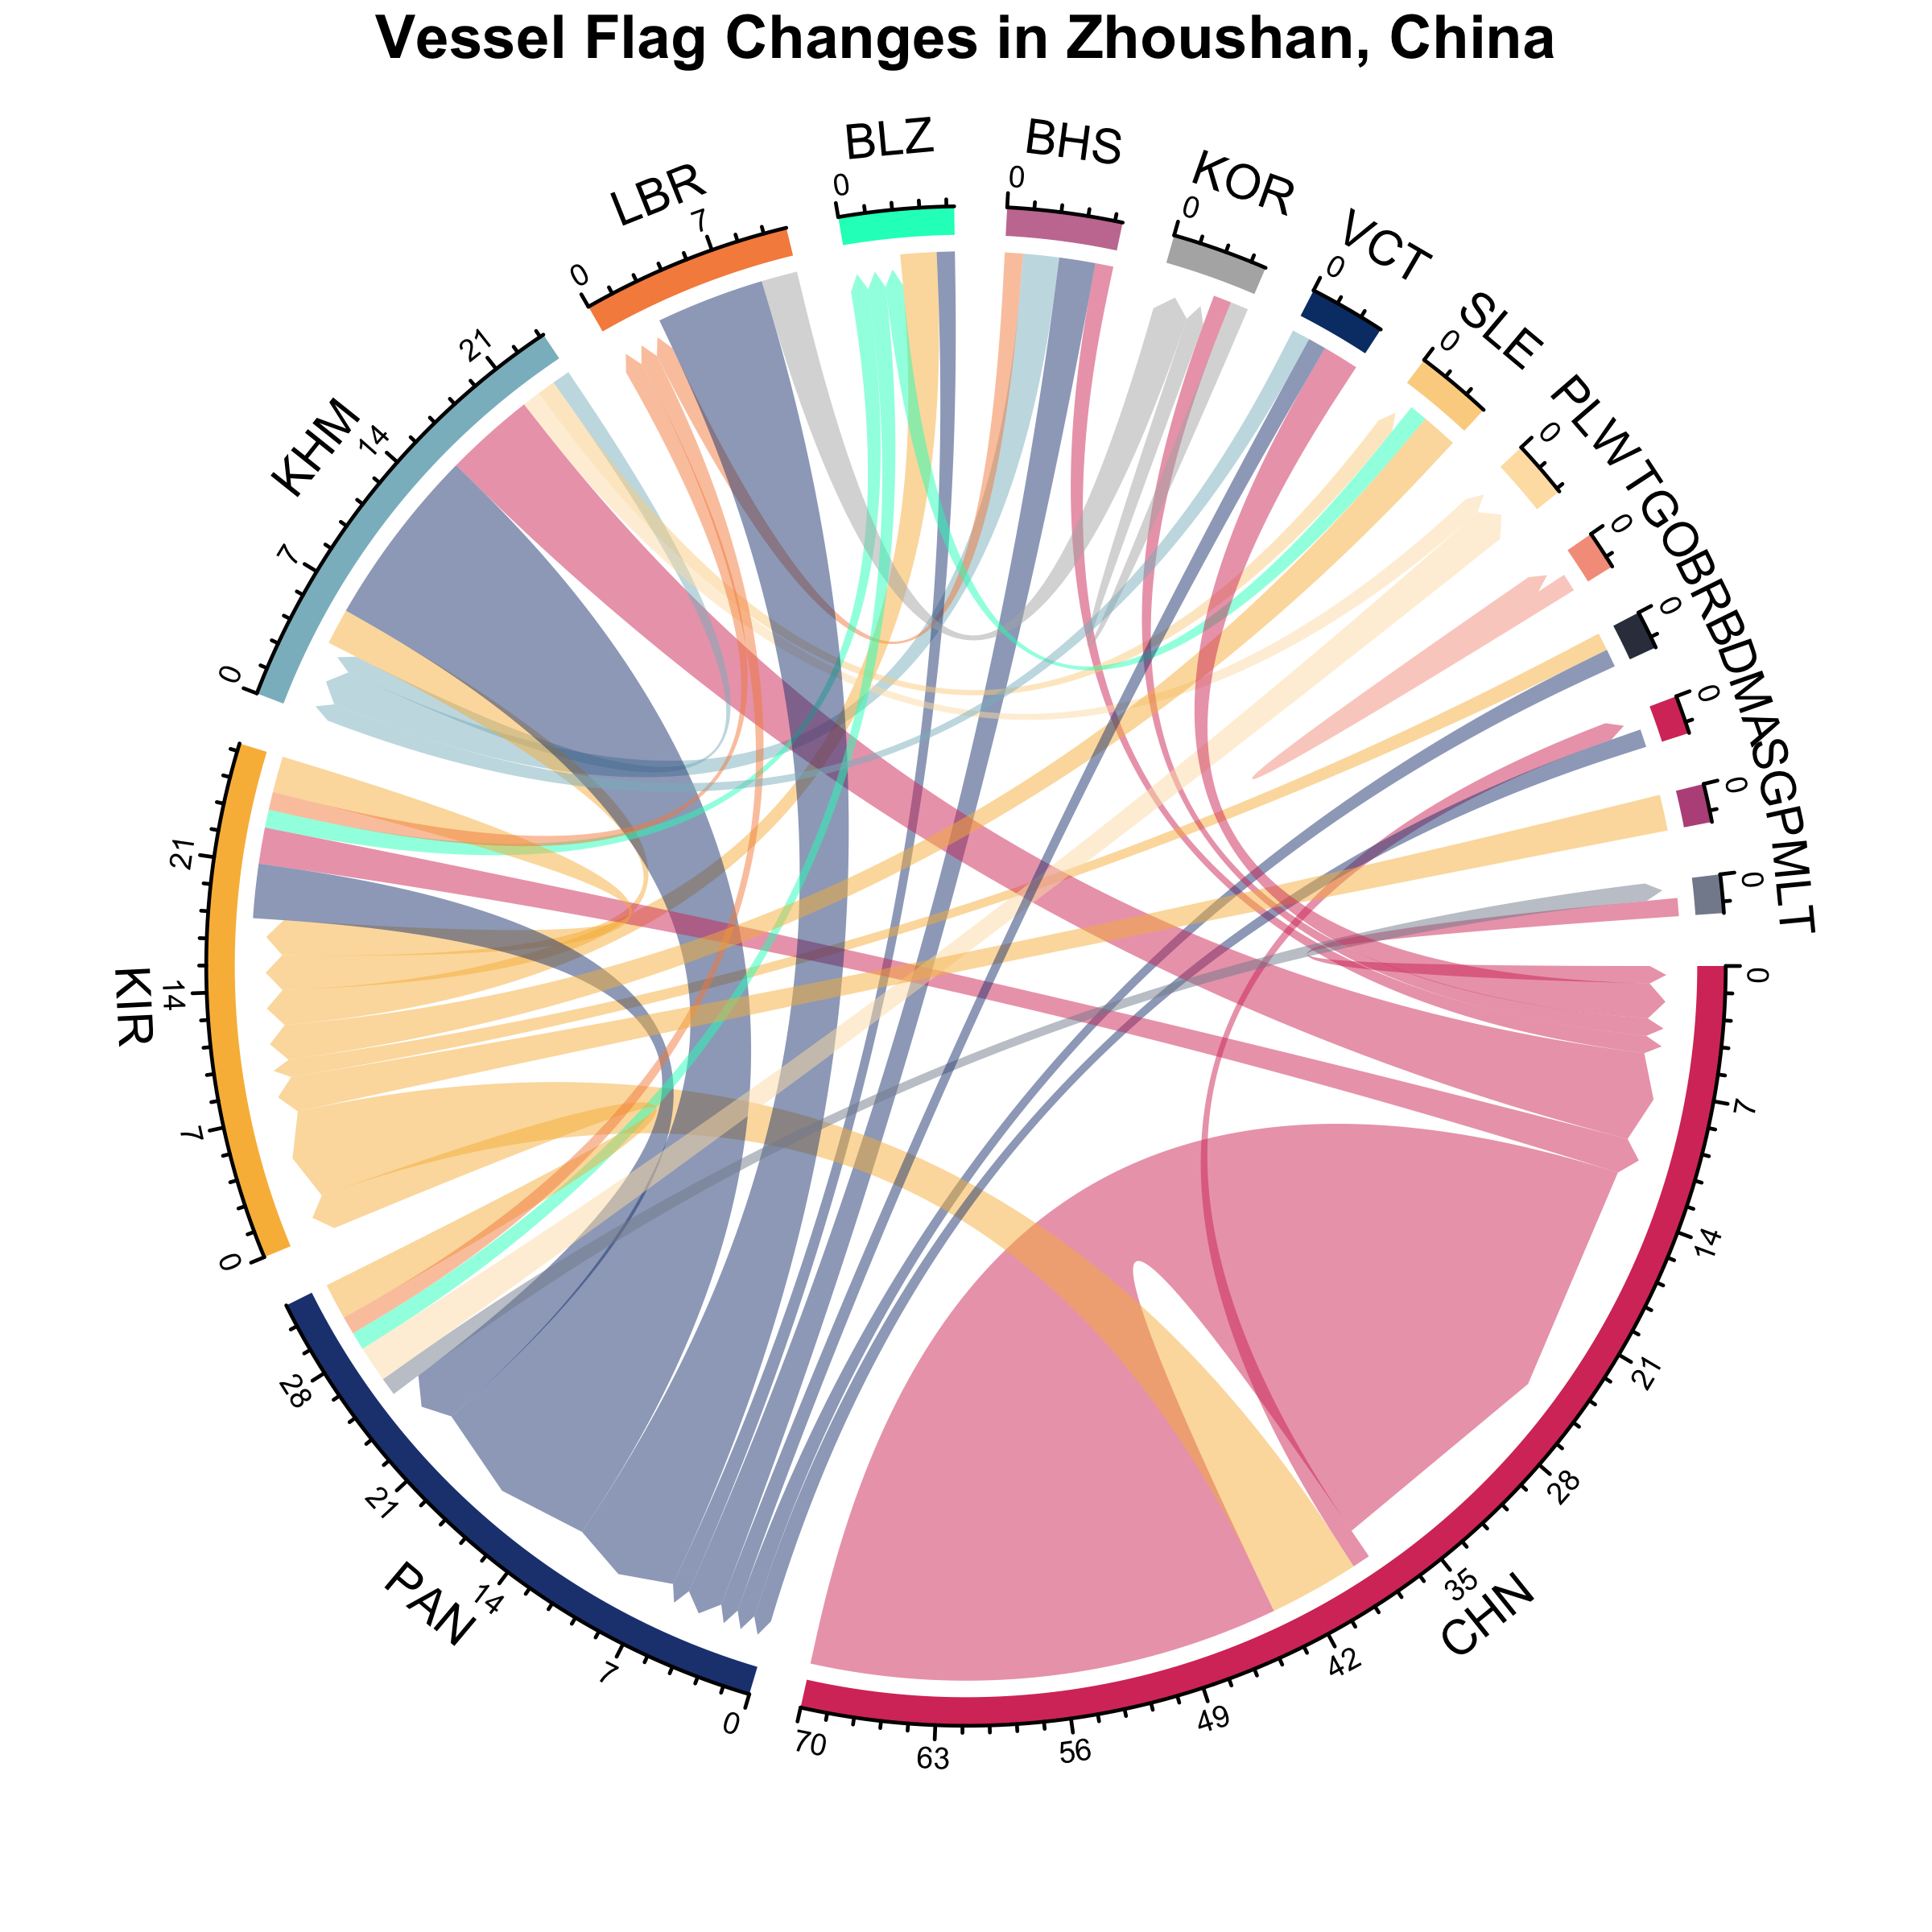 Vessel Flag Changes in Zhoushan, China
BLZ
BHS
KOR
VCT
SLE
PLW
TGO
BRB
DMA
SGP
MLT
CHN
PAN
KIR
KHM
LBR
0
0
0
0
0
0
0
0
0
0
0
0
7
14
21
28
35
42
49
56
63
70
0
7
14
21
28
0
7
14
21
0
7
14
21
0
7